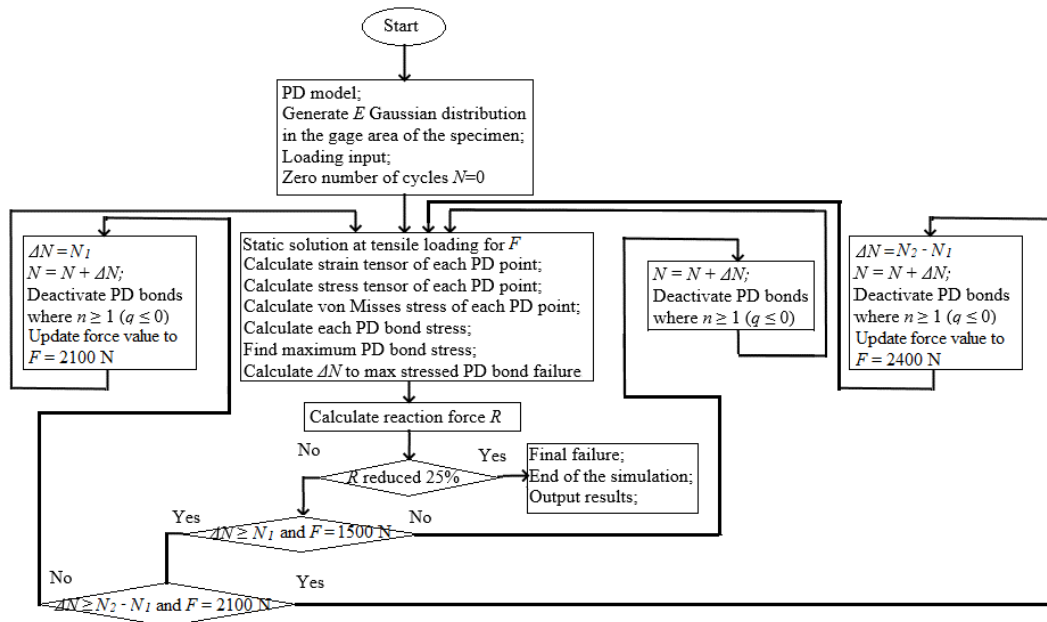 Start
PD model;
Generate E Gaussian distribution
in the gage area of the specimen;
Loading input;
Zero number of cycles N=0
ΔN = N1
N = N + ΔN;
Deactivate PD bonds
where n ≥ 1 (q ≤ 0)
Update force value to
F = 2100 N
Static solution at tensile loading for F
Calculate strain tensor of each PD point;
Calculate stress tensor of each PD point;
Calculate von Misses stress of each PD point;
Calculate each PD bond stress;
Find maximum PD bond stress;
Calculate ΔN to max stressed PD bond failure
N = N + ΔN;
Deactivate PD bonds
where n ≥ 1 (q ≤ 0)
ΔN = N2 - N1
N = N + ΔN;
Deactivate PD bonds
where n ≥ 1 (q ≤ 0)
Update force value to
F = 2400 N
Calculate reaction force R
No
Yes
R reduced 25%
Final failure;
End of the simulation;
Output results;
Yes
No
ΔN ≥ N1 and F = 1500 N
No
Yes
ΔN ≥ N2 - N1 and F = 2100 N